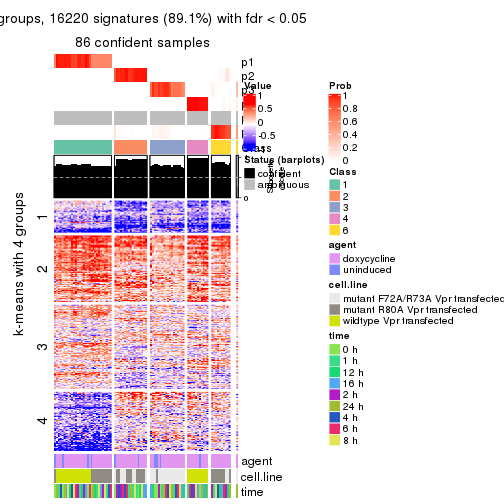 groups, 16220 signatures (89.1%) with fdr < 0.05
86 confident samples
p1
p2
p3
Value
1
0.5
0
-0.5
-1
Class
Status (barplots)
confident
ambiguous
0
Prob
1
0.8
0.6
0.4
0.2
0
Class
1
2
3
4
6
agent
doxycycline
uninduced
cell.line
mutant F72A/R73A Vpr transfected
mutant R80A Vpr transfected
wildtype Vpr transfected
time
0 h
1 h
12 h
16 h
2 h
24 h
4 h
6 h
8 h
k-means with 4 groups
1
2
3
4
agent
cell.line
time